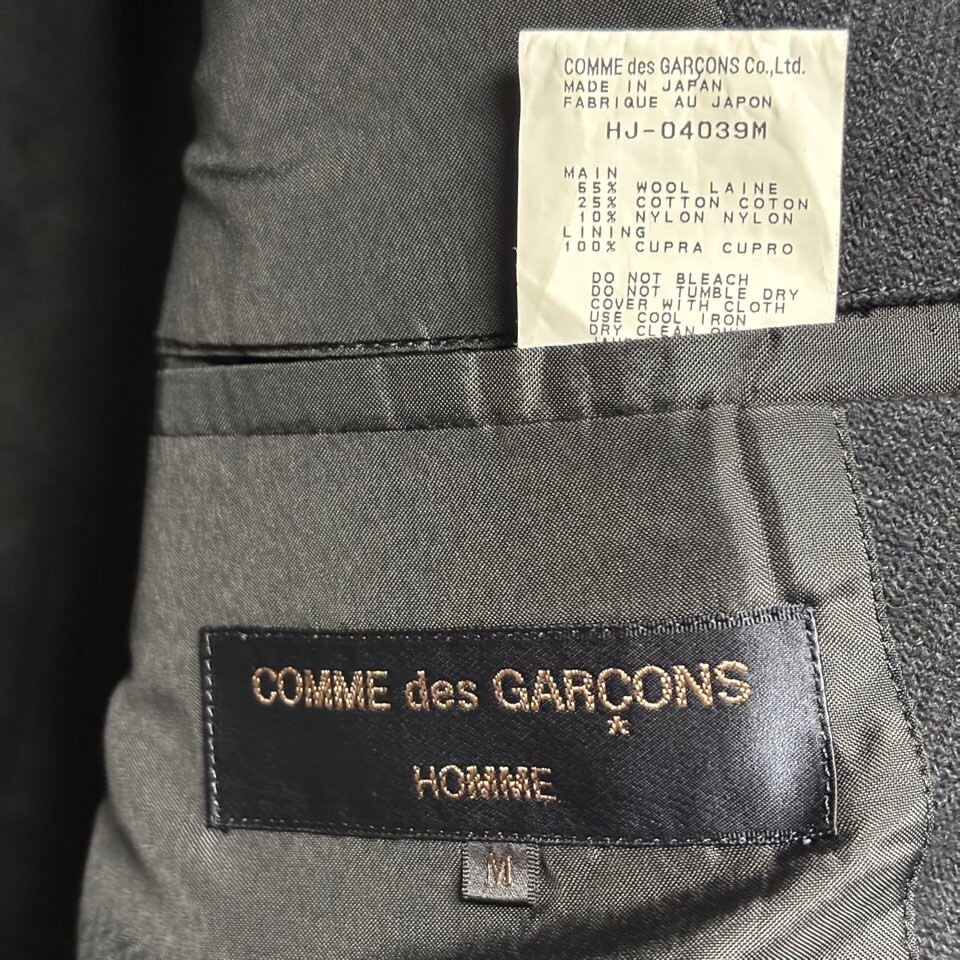 COMME des GARÇONS Co.,Ltd.
MADE IN JAPAN
FABRIQUE AU JAPON
HJ-04039M
MAIN
65% WOOL LAINE
25% COTTON COTON
10% NYLON NYLON
LINING
100% CUPRA CUPRO
DO NOT BLEACH
DO NOT TUMBLE DRY
COVER WITH CLOTH
USE COOL IRON
DRY CLEAN
COMME des GARÇONS
HOMME
M